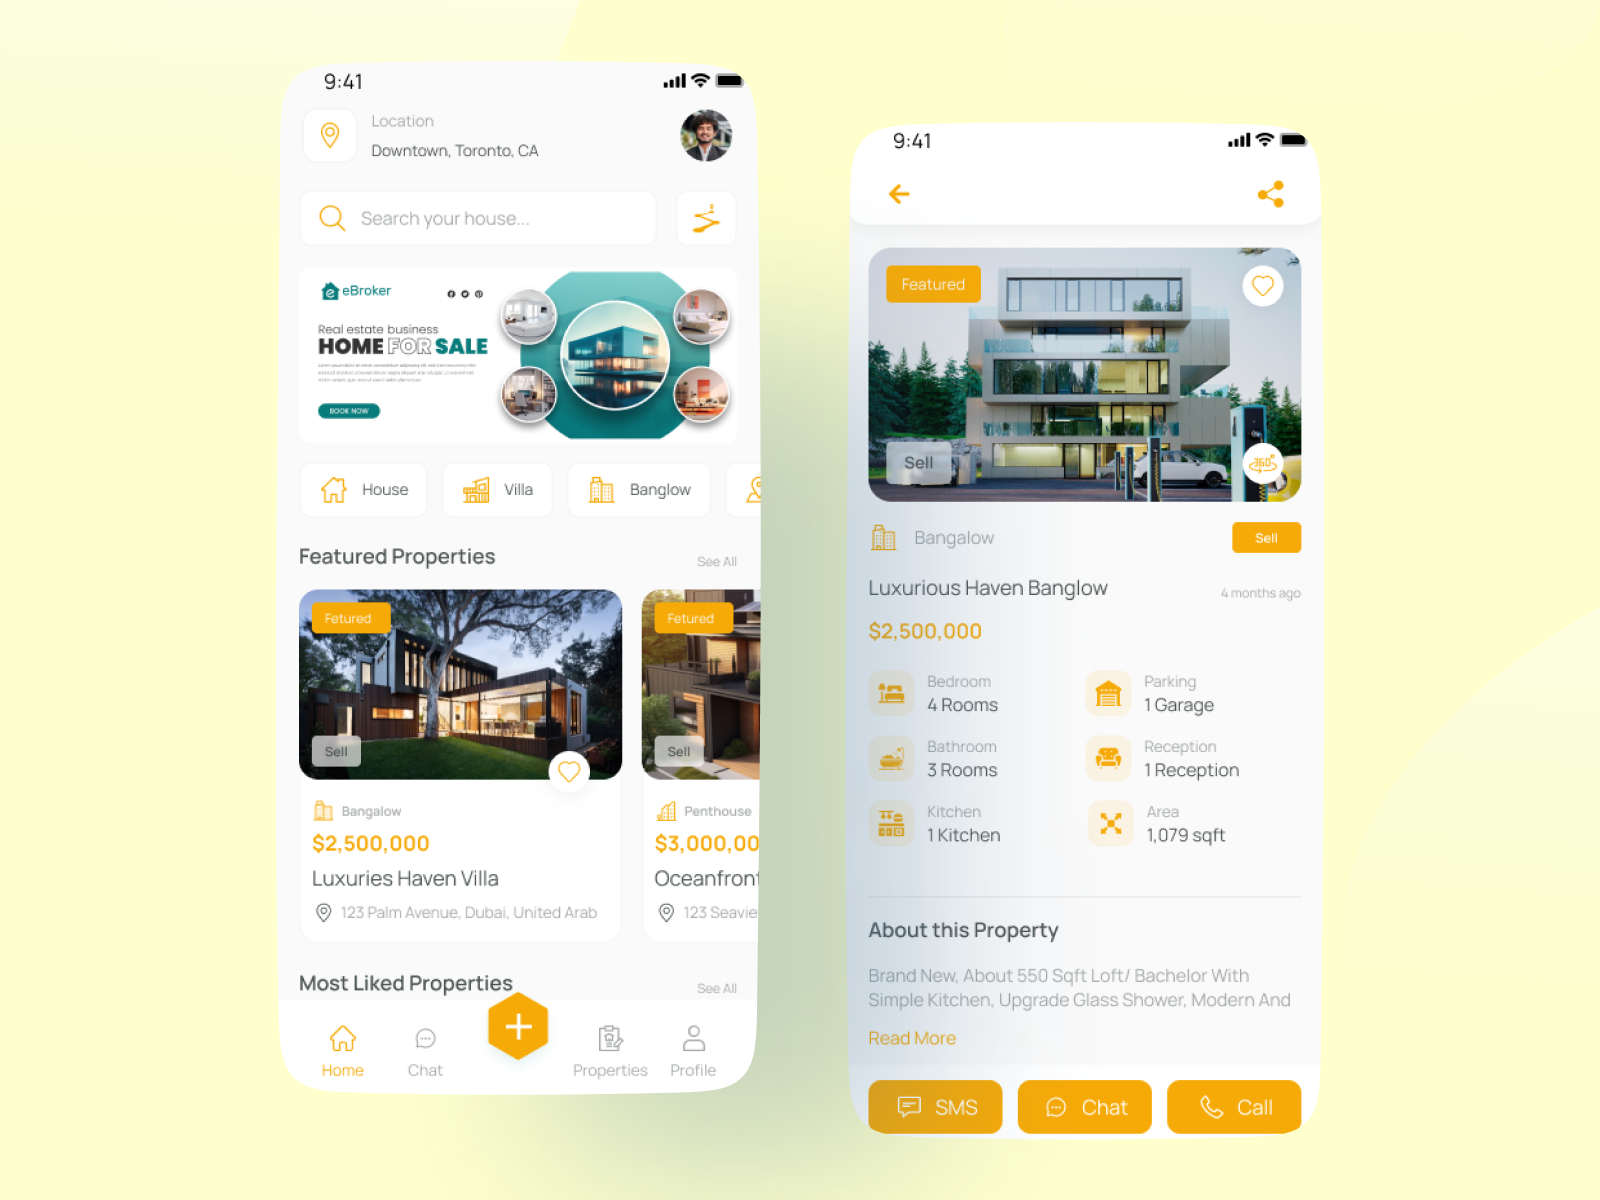 9:41
Location
Downtown, Toronto, CA
Search your house...
eBroker
Real estate business
HOME FOR SALE
BOOK NOW
House
Villa
Banglow
Featured Properties
See All
Fetured
Sell
Bangalow
$2,500,000
Luxuries Haven Villa
123 Palm Avenue, Dubai, United Arab
Fetured
Sell
Penthouse
$3,000,00
Oceanfront
123 Seavie
Most Liked Properties
See All
Home
Chat
Properties
Profile
9:41
Featured
Sell
360°
Bangalow
Sell
Luxurious Haven Banglow
4 months ago
$2,500,000
Bedroom
4 Rooms
Parking
1 Garage
Bathroom
3 Rooms
Reception
1 Reception
Kitchen
1 Kitchen
Area
1,079 sqft
About this Property
Brand New, About 550 Sqft Loft/ Bachelor With
Simple Kitchen, Upgrade Glass Shower, Modern And
Read More
SMS
Chat
Call